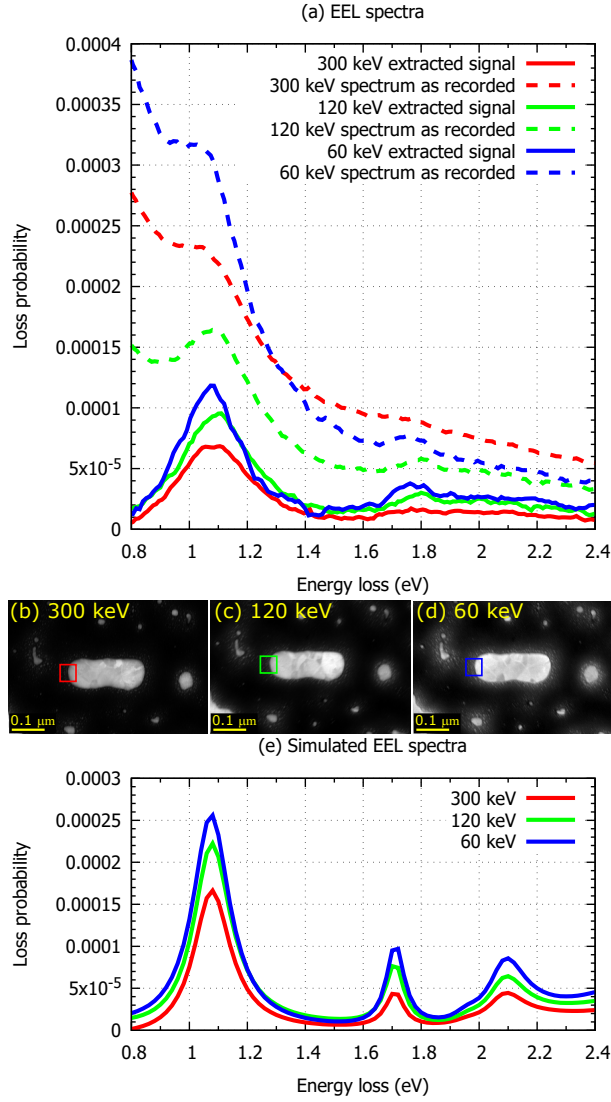 (a) EEL spectra
0.0004
0.00035
0.0003
0.00025
0.0002
0.00015
0.0001
5x10⁻⁵
0
Loss probability
300 keV extracted signal
300 keV spectrum as recorded
120 keV extracted signal
120 keV spectrum as recorded
60 keV extracted signal
60 keV spectrum as recorded
0.8 1 1.2 1.4 1.6 1.8 2 2.2 2.4
Energy loss (eV)
(b) 300 keV
0.1 μm
(c) 120 keV
0.1 μm
(d) 60 keV
0.1 μm
(e) Simulated EEL spectra
0.0003
0.00025
0.0002
0.00015
0.0001
5x10⁻⁵
0
Loss probability
300 keV
120 keV
60 keV
0.8 1 1.2 1.4 1.6 1.8 2 2.2 2.4
Energy loss (eV)